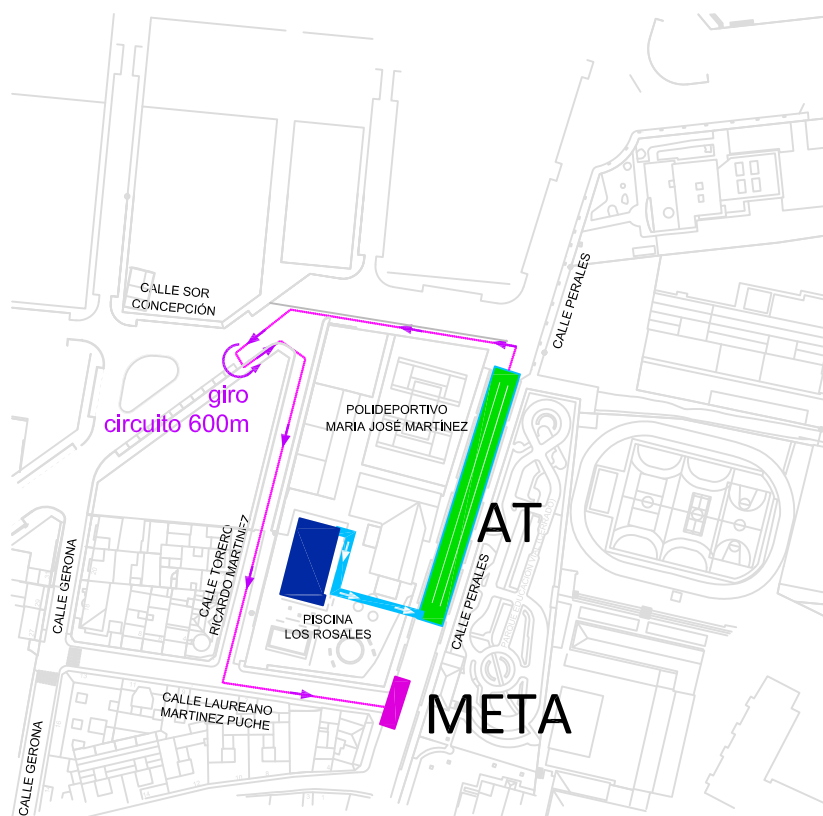 CALLE SOR
CONCEPCIÓN
CALLE PERALES
giro
circuito 600m
POLIDEPORTIVO
MARIA JOSÉ MARTÍNEZ
AT
CALLE TORERO
RICARDO MARTINEZ
CALLE GERONA
CALLE PERALES
PISCINA
LOS ROSALES
CALLE LAUREANO
MARTINEZ PUCHE
META
CALLE GERONA